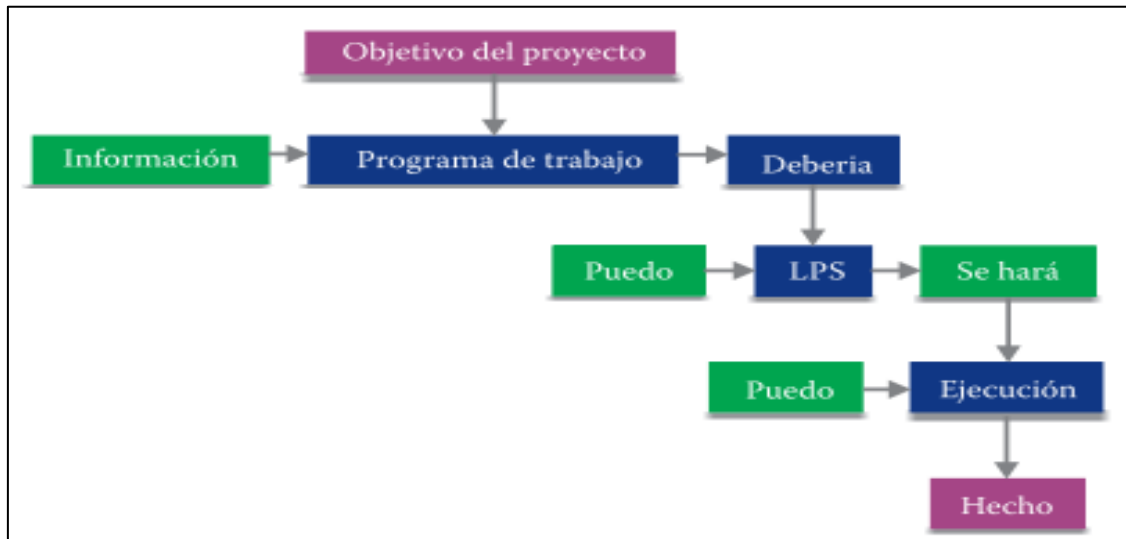 Objetivo del proyecto
Información
Programa de trabajo
Deberia
Puedo
LPS
Se hará
Puedo
Ejecución
Hecho